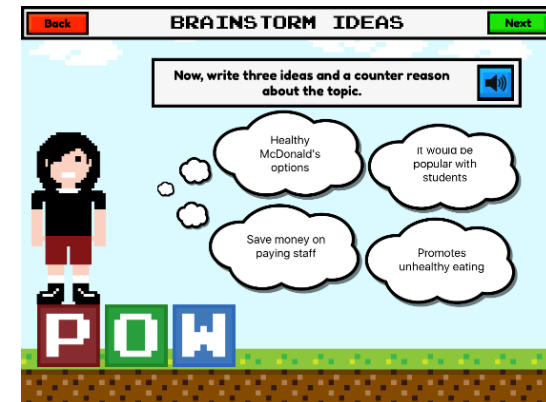 Back
BRAINSTORM IDEAS
Next
Now, write three ideas and a counter reason
about the topic.
Healthy
McDonald's
options
It would be
popular with
students
Save money on
paying staff
Promotes
unhealthy eating
POW